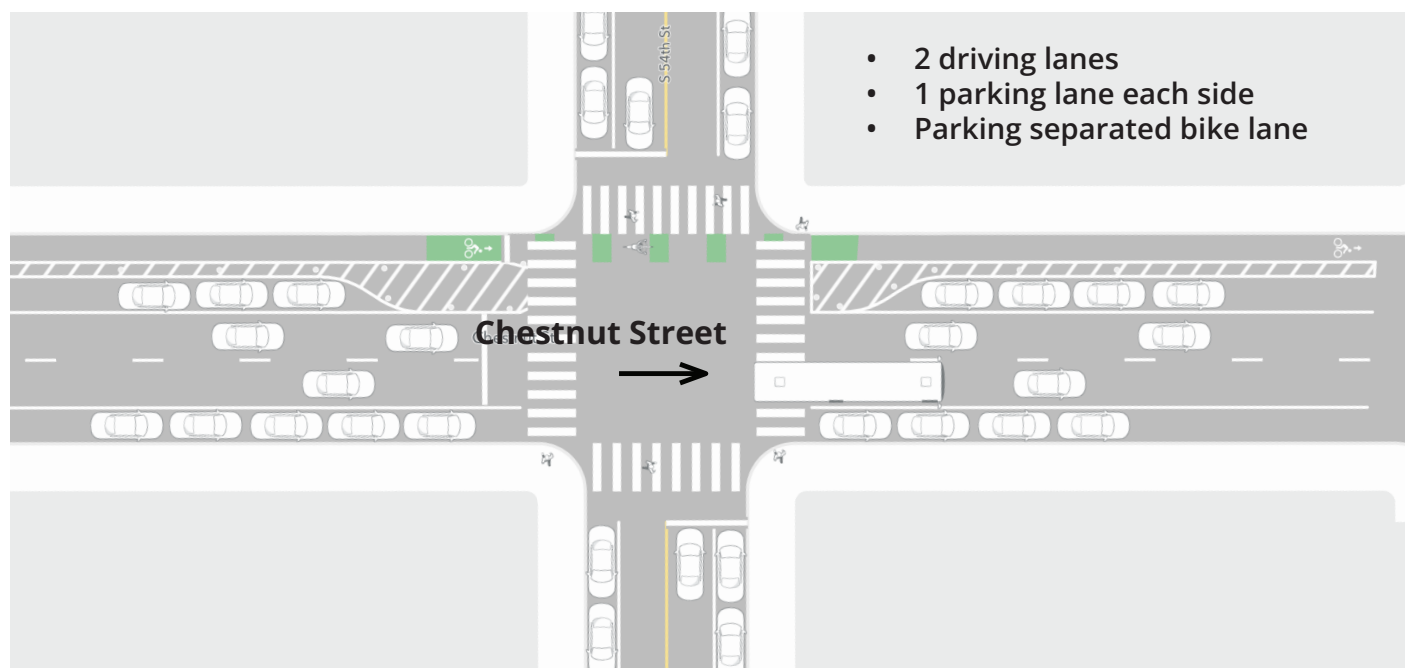 S 54th St
• 2 driving lanes
• 1 parking lane each side
• Parking separated bike lane
Chestnut Street